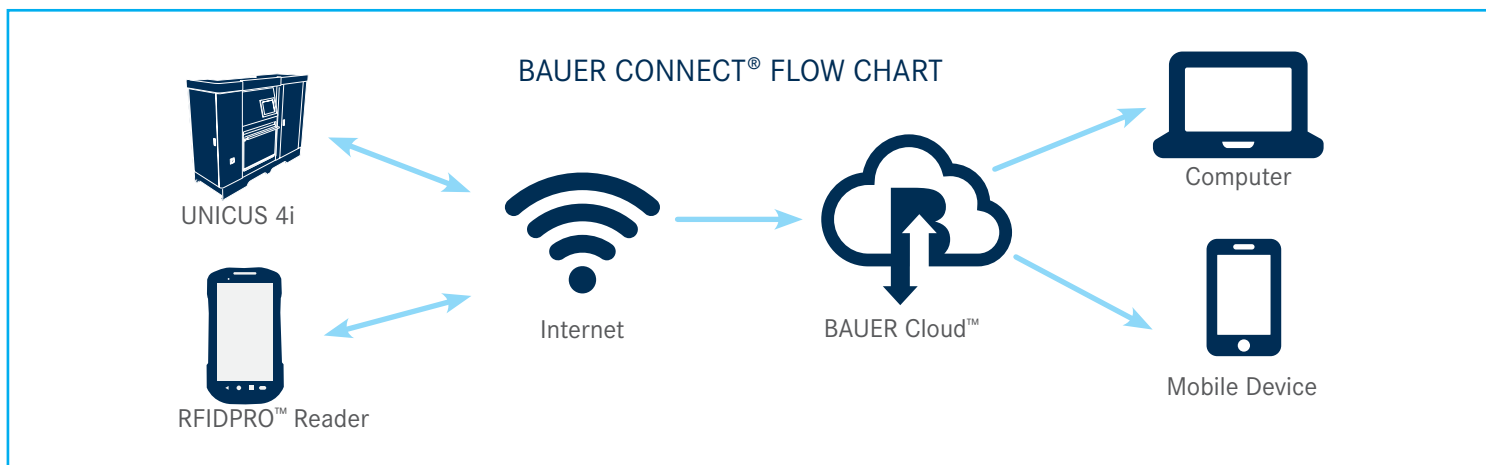 BAUER CONNECT® FLOW CHART
UNICUS 4i
RFIDPRO™ Reader
Internet
B
BAUER Cloud™
Computer
Mobile Device